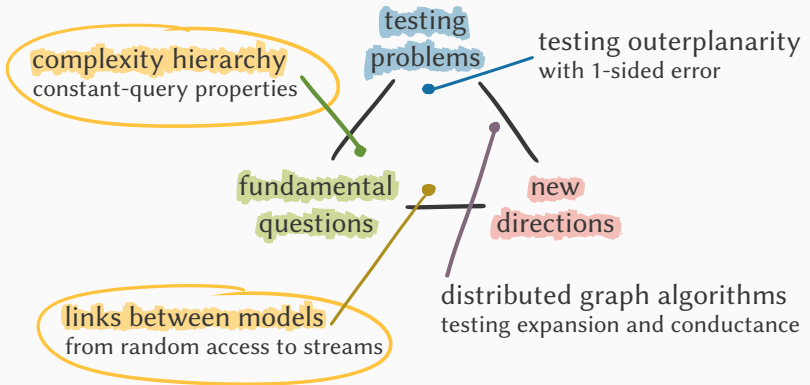 testing
problems
complexity hierarchy
constant-query properties
testing outerplanarity
with 1-sided error
fundamental
questions
new
directions
links between models
from random access to streams
distributed graph algorithms
testing expansion and conductance